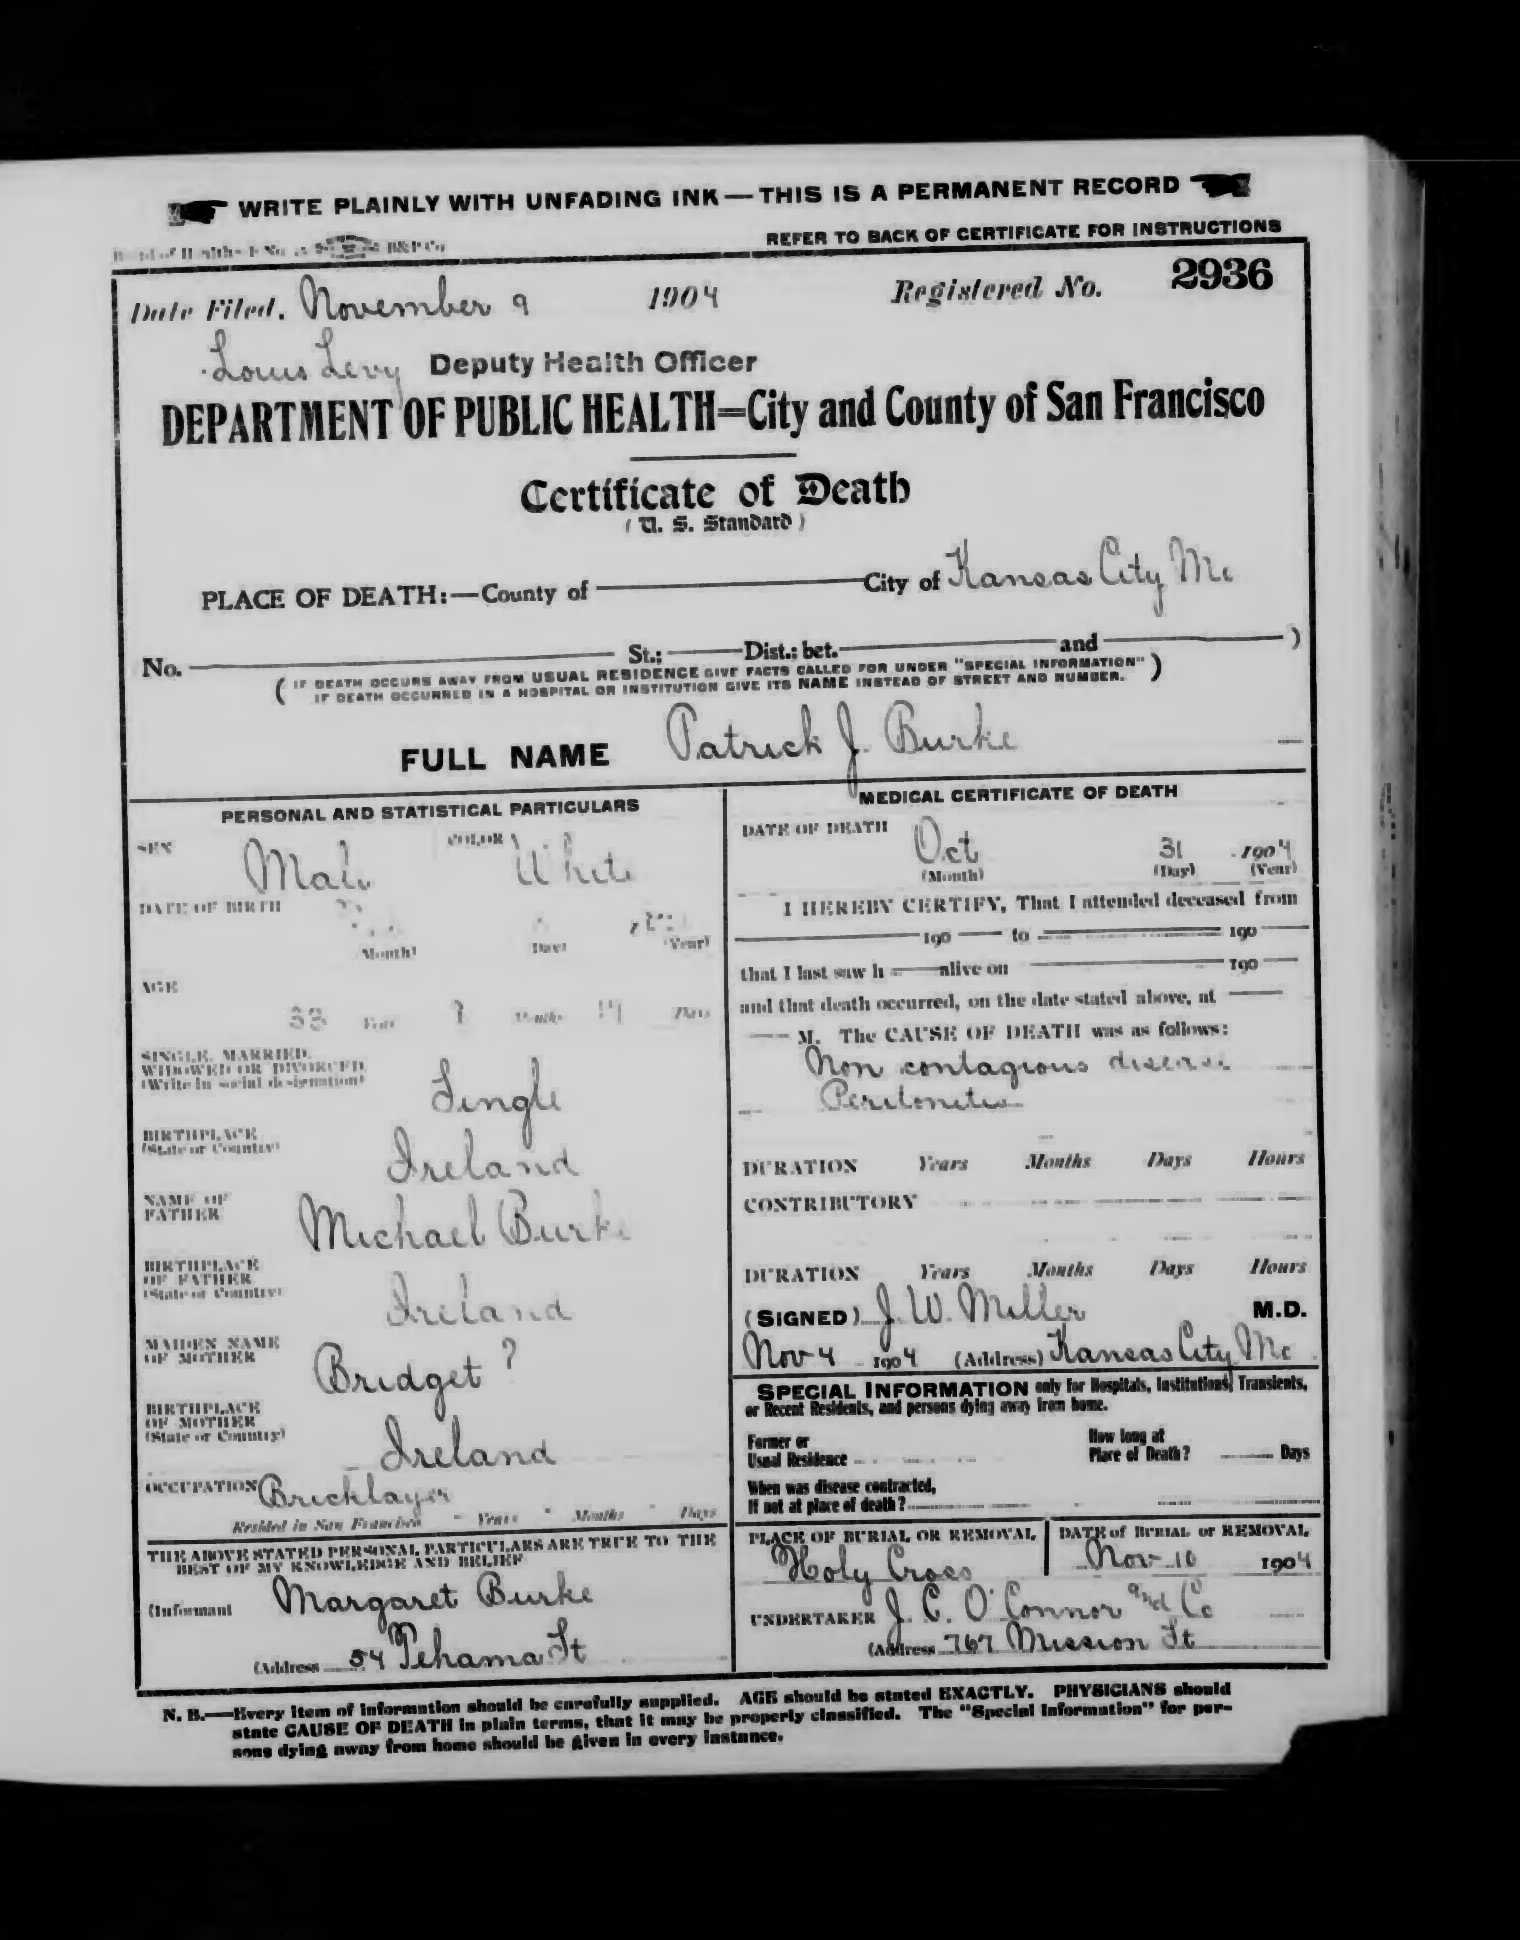 WRITE PLAINLY WITH UNFADING INK — THIS IS A PERMANENT RECORD
B&P Co
REFER TO BACK OF CERTIFICATE FOR INSTRUCTIONS
Date Filed. November 9 1904 Registered No. 2936
Louis Levy Deputy Health Officer
DEPARTMENT OF PUBLIC HEALTH=City and County of San Francisco
Certificate of Death
(U. S. Standard)
PLACE OF DEATH:—County of City of Kansas City Mo
No. St.; Dist.; bet. and )
( IF DEATH OCCURS AWAY FROM USUAL RESIDENCE GIVE FACTS CALLED FOR UNDER "SPECIAL INFORMATION" )
IF DEATH OCCURRED IN A HOSPITAL OR INSTITUTION GIVE ITS NAME INSTEAD OF STREET AND NUMBER.
FULL NAME Patrick J. Burke
PERSONAL AND STATISTICAL PARTICULARS
SEX Male COLOR White
DATE OF BIRTH
(Month) (Day) (Year)
AGE
33 Years ? Months Days
SINGLE, MARRIED,
WIDOWED OR DIVORCED
(Write in social designation) Single
BIRTHPLACE
(State or Country) Ireland
NAME OF
FATHER Michael Burke
BIRTHPLACE
OF FATHER
(State or Country) Ireland
MAIDEN NAME
OF MOTHER Bridget ?
BIRTHPLACE
OF MOTHER
(State or Country) Ireland
OCCUPATION Bricklayer
Resided in San Francisco - Years - Months - Days
THE ABOVE STATED PERSONAL PARTICULARS ARE TRUE TO THE
BEST OF MY KNOWLEDGE AND BELIEF
(Informant Margaret Burke
(Address 54 Tehama St
MEDICAL CERTIFICATE OF DEATH
DATE OF DEATH
Oct 31 1904
(Month) (Day) (Year)
I HEREBY CERTIFY, That I attended deceased from
190 to 190
that I last saw h alive on 190
and that death occurred, on the date stated above, at
M. The CAUSE OF DEATH was as follows:
Non contagious disease
Peritonitis
DURATION Years Months Days Hours
CONTRIBUTORY
DURATION Years Months Days Hours
(SIGNED) J. W. Miller M.D.
Nov 4 1904 (Address) Kansas City Mo
SPECIAL INFORMATION only for Hospitals, Institutions, Transients,
or Recent Residents, and persons dying away from home.
Former or
Usual Residence
How long at
Place of Death? Days
When was disease contracted,
If not at place of death?
PLACE OF BURIAL OR REMOVAL
Holy Cross
DATE of BURIAL or REMOVAL
Nov 10 1904
UNDERTAKER J. C. O'Connor and Co
(Address 767 Mission St
N. B.—Every item of information should be carefully supplied. AGE should be stated EXACTLY. PHYSICIANS should
state CAUSE OF DEATH in plain terms, that it may be properly classified. The "Special Information" for per-
sons dying away from home should be given in every instance.